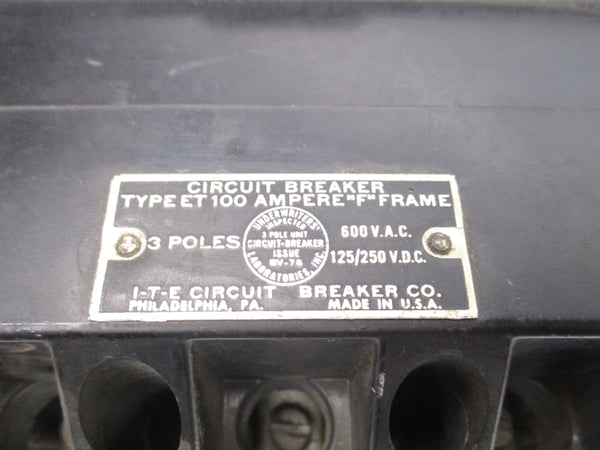 CIRCUIT BREAKER
TYPE ET 100 AMPERE "F" FRAME
3 POLES
UNDERWRITERS'
INSPECTED
3 POLE UNIT
CIRCUIT-BREAKER
ISSUE
LABORATORIES, INC.
600 V.A.C.
125/250 V.D.C.
I-T-E CIRCUIT BREAKER CO.
PHILADELPHIA, PA. MADE IN U.S.A.